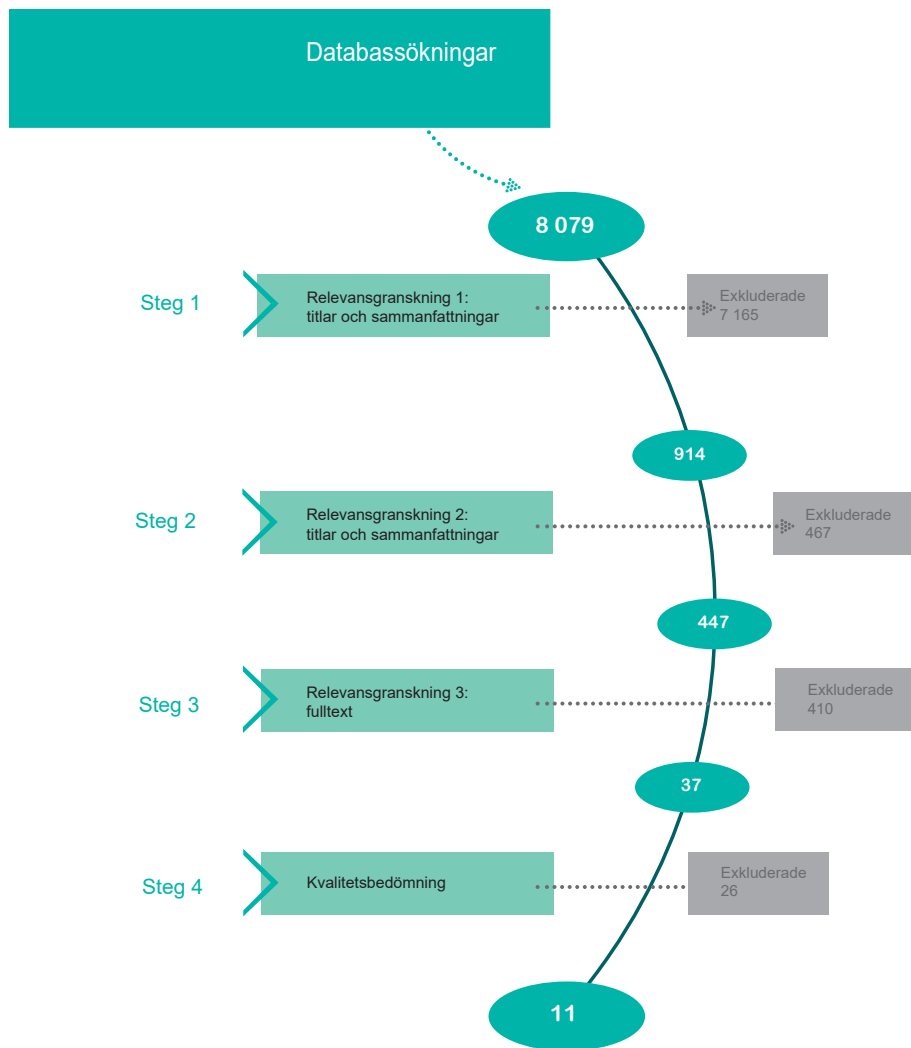 Databassökningar
8 079
Steg 1
Relevansgranskning 1:
titlar och sammanfattningar
Exkluderade
7 165
914
Steg 2
Relevansgranskning 2:
titlar och sammanfattningar
Exkluderade
467
447
Steg 3
Relevansgranskning 3:
fulltext
Exkluderade
410
37
Steg 4
Kvalitetsbedömning
Exkluderade
26
11